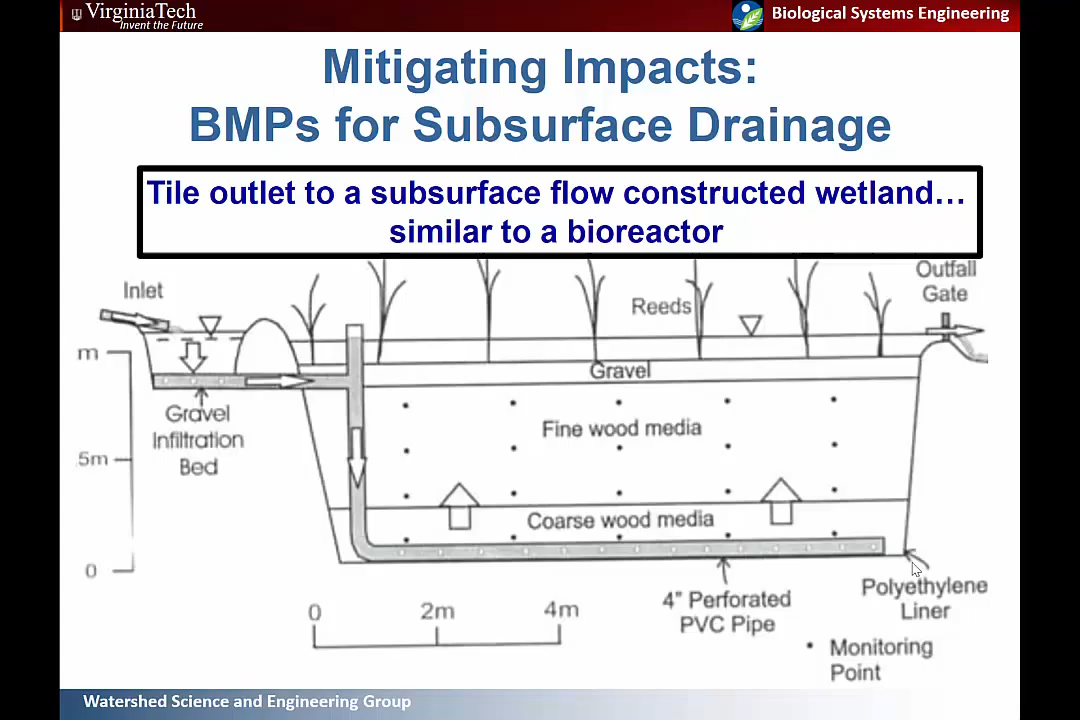 VirginiaTech
Invent the Future
Biological Systems Engineering
Mitigating Impacts:
BMPs for Subsurface Drainage
Tile outlet to a subsurface flow constructed wetland…
similar to a bioreactor
Inlet
Reeds
Outfall
Gate
m
Gravel
Gravel
Infiltration
Bed
Fine wood media
5m
Coarse wood media
0
Polyethylene
Liner
0
2m
4m
4" Perforated
PVC Pipe
• Monitoring
Point
Watershed Science and Engineering Group